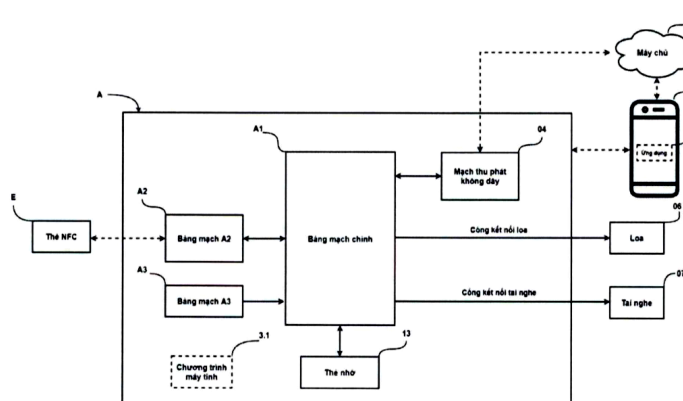 Máy chủ
A
A1
04
Ứng dụng
Mạch thu phát
không dây
E
A2
06
Thẻ NFC
Bảng mạch A2
Bảng mạch chính
Cổng kết nối loa
Loa
A3
07
Bảng mạch A3
Cổng kết nối tai nghe
Tai nghe
3.1
13
Chương trình
máy tính
Thẻ nhớ